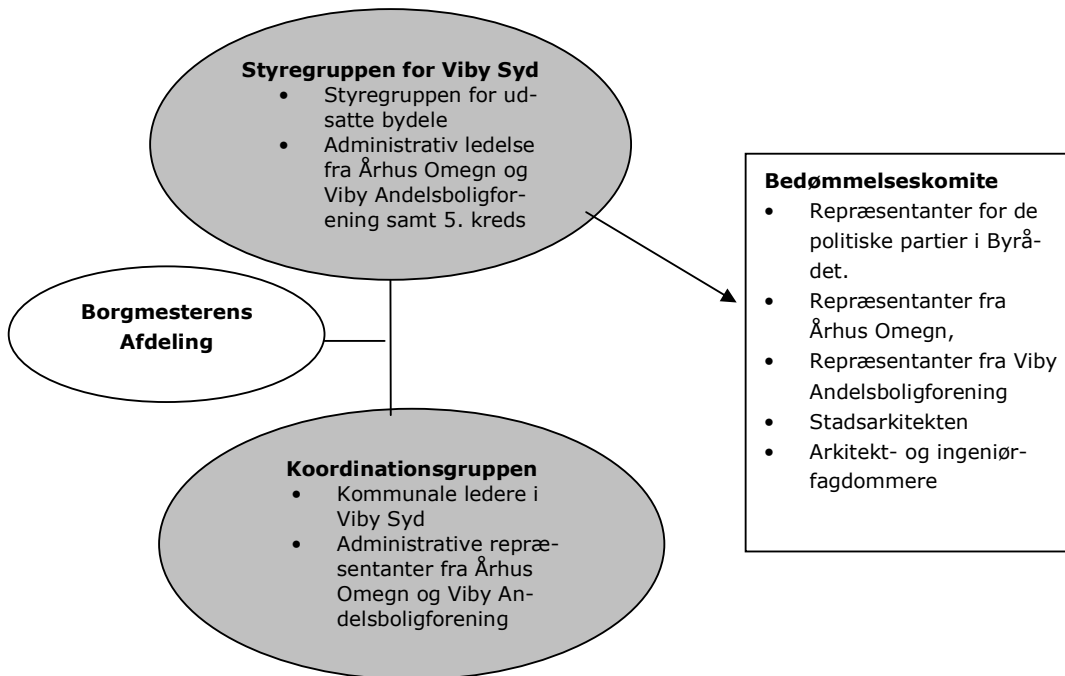 Styregruppen for Viby Syd
• Styregruppen for ud-
satte bydele
• Administrativ ledelse
fra Århus Omegn og
Viby Andelsboligfor-
ening samt 5. kreds
Borgmesterens
Afdeling
Koordinationsgruppen
• Kommunale ledere i
Viby Syd
• Administrative repræ-
sentanter fra Århus
Omegn og Viby An-
delsboligforening
Bedømmelseskomite
• Repræsentanter for de
politiske partier i Byrå-
det.
• Repræsentanter fra
Århus Omegn,
• Repræsentanter fra Viby
Andelsboligforening
• Stadsarkitekten
• Arkitekt- og ingeniør-
fagdommere